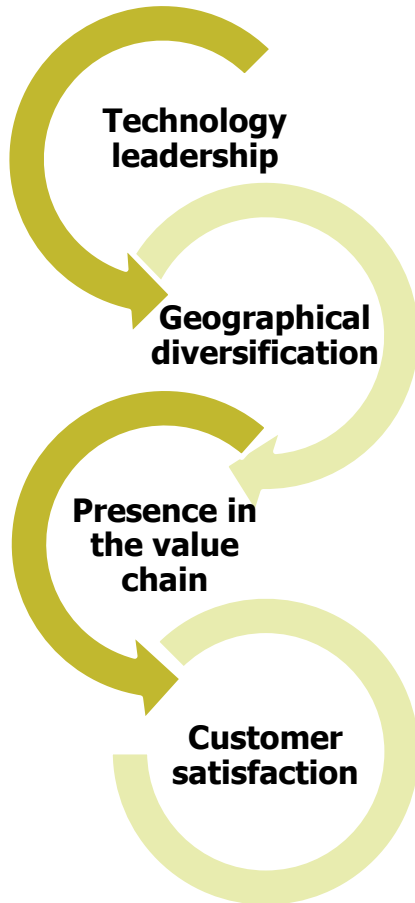 Technology
leadership
Geographical
diversification
Presence in
the value
chain
Customer
satisfaction